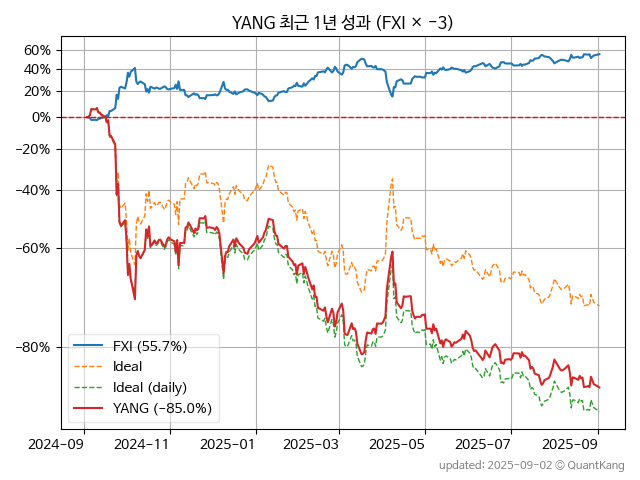 YANG 최근 1년 성과 (FXI × −3)
60%
40%
20%
0%
−20%
−40%
−60%
−80%
FXI (55.7%)
Ideal
Ideal (daily)
YANG (−85.0%)
2024-09 2024-11 2025-01 2025-03 2025-05 2025-07 2025-09
updated: 2025-09-02 © QuantKang